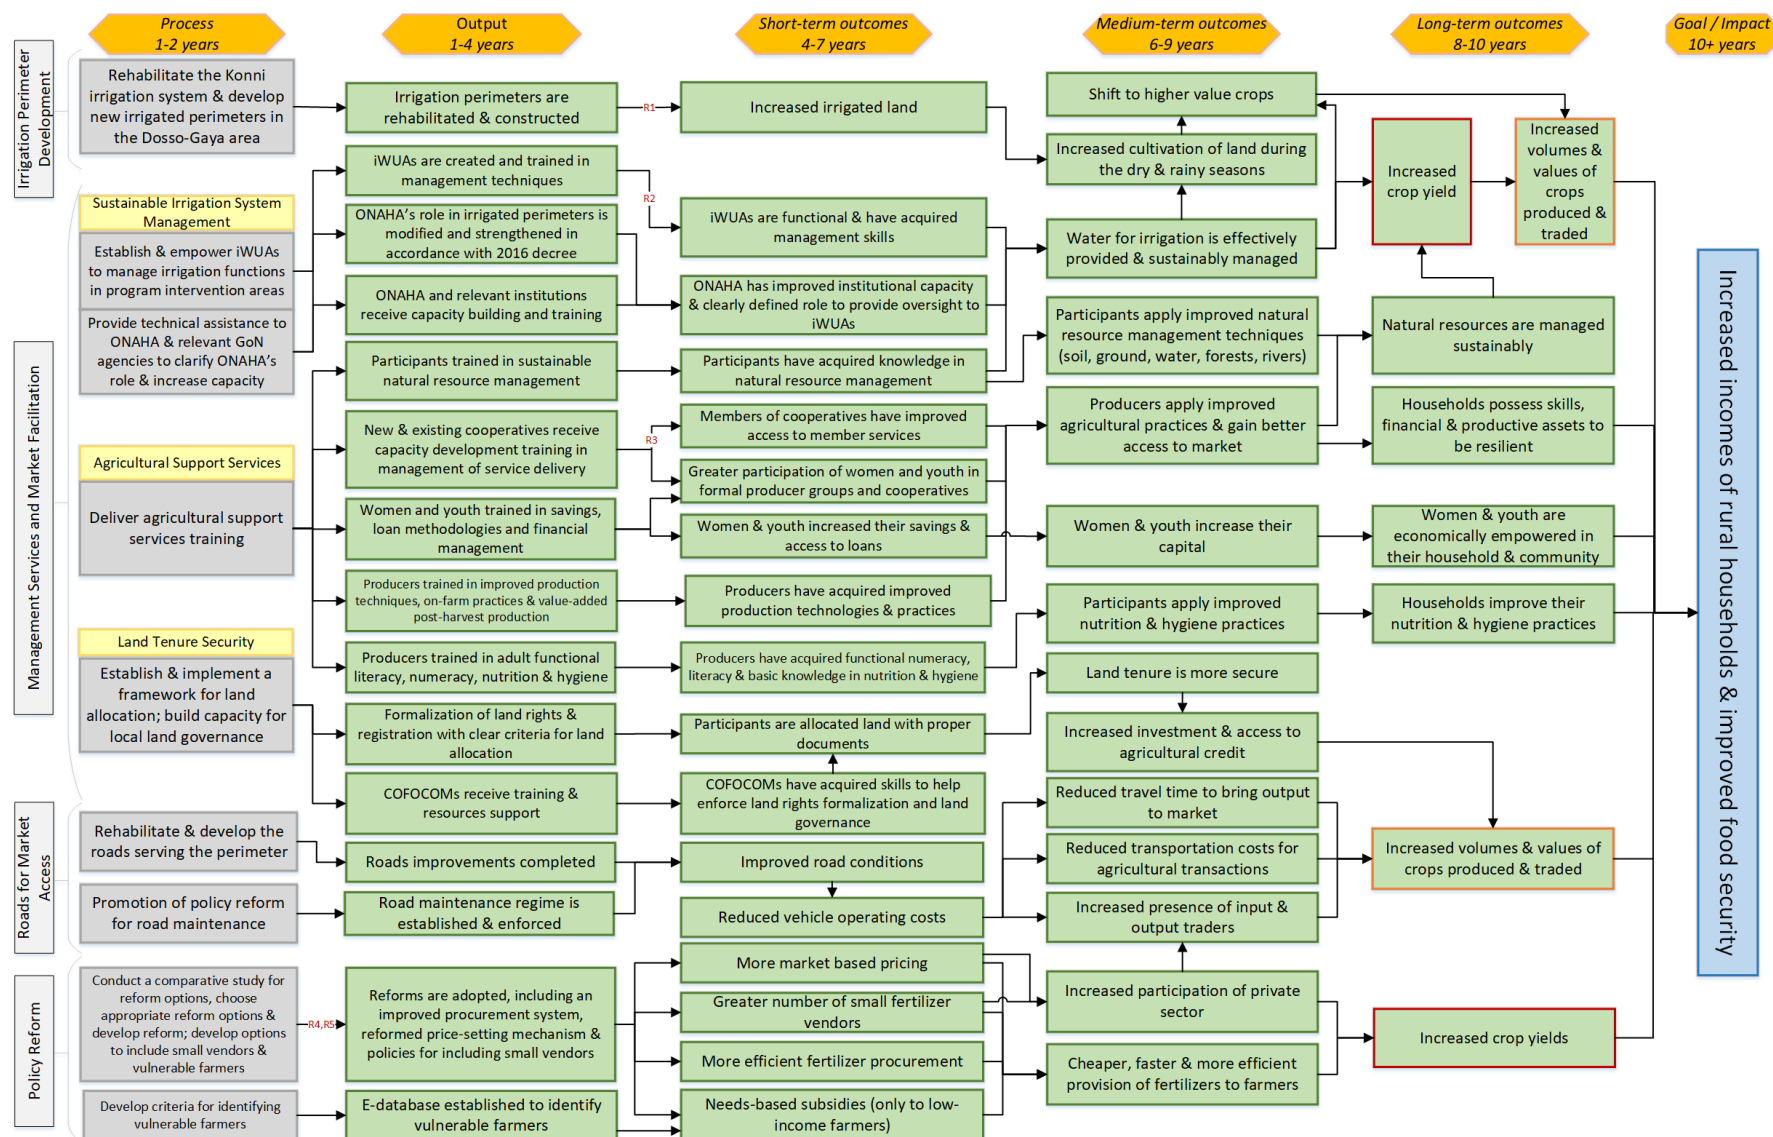 Process
1-2 years
Output
1-4 years
Short-term outcomes
4-7 years
Medium-term outcomes
6-9 years
Long-term outcomes
8-10 years
Goal / Impact
10+ years
Irrigation Perimeter
Development
Rehabilitate the Konni
irrigation system & develop
new irrigated perimeters in
the Dosso-Gaya area
Irrigation perimeters are
rehabilitated & constructed
R1
Increased irrigated land
Shift to higher value crops
Increased cultivation of land during
the dry & rainy seasons
Increased
crop yield
Increased
volumes &
values of
crops
produced &
traded
Management Services and Market Facilitation
Sustainable Irrigation System
Management
Establish & empower iWUAs
to manage irrigation functions
in program intervention areas
Provide technical assistance to
ONAHA & relevant GoN
agencies to clarify ONAHA's
role & increase capacity
iWUAs are created and trained in
management techniques
R2
ONAHA's role in irrigated perimeters is
modified and strengthened in
accordance with 2016 decree
ONAHA and relevant institutions
receive capacity building and training
iWUAs are functional & have acquired
management skills
ONAHA has improved institutional capacity
& clearly defined role to provide oversight to
iWUAs
Water for irrigation is effectively
provided & sustainably managed
Participants trained in sustainable
natural resource management
Participants have acquired knowledge in
natural resource management
Participants apply improved natural
resource management techniques
(soil, ground, water, forests, rivers)
Natural resources are managed
sustainably
Agricultural Support Services
Deliver agricultural support
services training
New & existing cooperatives receive
capacity development training in
management of service delivery
R3
Members of cooperatives have improved
access to member services
Greater participation of women and youth in
formal producer groups and cooperatives
Producers apply improved
agricultural practices & gain better
access to market
Households possess skills,
financial & productive assets to
be resilient
Women and youth trained in savings,
loan methodologies and financial
management
Women & youth increased their savings &
access to loans
Women & youth increase their
capital
Women & youth are
economically empowered in
their household & community
Producers trained in improved production
techniques, on-farm practices & value-added
post-harvest production
Producers have acquired improved
production technologies & practices
Participants apply improved
nutrition & hygiene practices
Households improve their
nutrition & hygiene practices
Producers trained in adult functional
literacy, numeracy, nutrition & hygiene
Producers have acquired functional numeracy,
literacy & basic knowledge in nutrition & hygiene
Land Tenure Security
Establish & implement a
framework for land
allocation; build capacity for
local land governance
Formalization of land rights &
registration with clear criteria for land
allocation
Participants are allocated land with proper
documents
Land tenure is more secure
Increased investment & access to
agricultural credit
COFOCOMs receive training &
resources support
COFOCOMs have acquired skills to help
enforce land rights formalization and land
governance
Roads for Market
Access
Rehabilitate & develop the
roads serving the perimeter
Promotion of policy reform
for road maintenance
Roads improvements completed
Road maintenance regime is
established & enforced
Improved road conditions
Reduced vehicle operating costs
Reduced travel time to bring output
to market
Reduced transportation costs for
agricultural transactions
Increased presence of input &
output traders
Increased volumes & values of
crops produced & traded
Policy Reform
Conduct a comparative study for
reform options, choose
appropriate reform options &
develop reform; develop options
to include small vendors &
vulnerable farmers
R4,R5
Reforms are adopted, including an
improved procurement system,
reformed price-setting mechanism &
policies for including small vendors
More market based pricing
Greater number of small fertilizer
vendors
More efficient fertilizer procurement
Needs-based subsidies (only to low-
income farmers)
Increased participation of private
sector
Cheaper, faster & more efficient
provision of fertilizers to farmers
Increased crop yields
Develop criteria for identifying
vulnerable farmers
E-database established to identify
vulnerable farmers
Increased incomes of rural households & improved food security